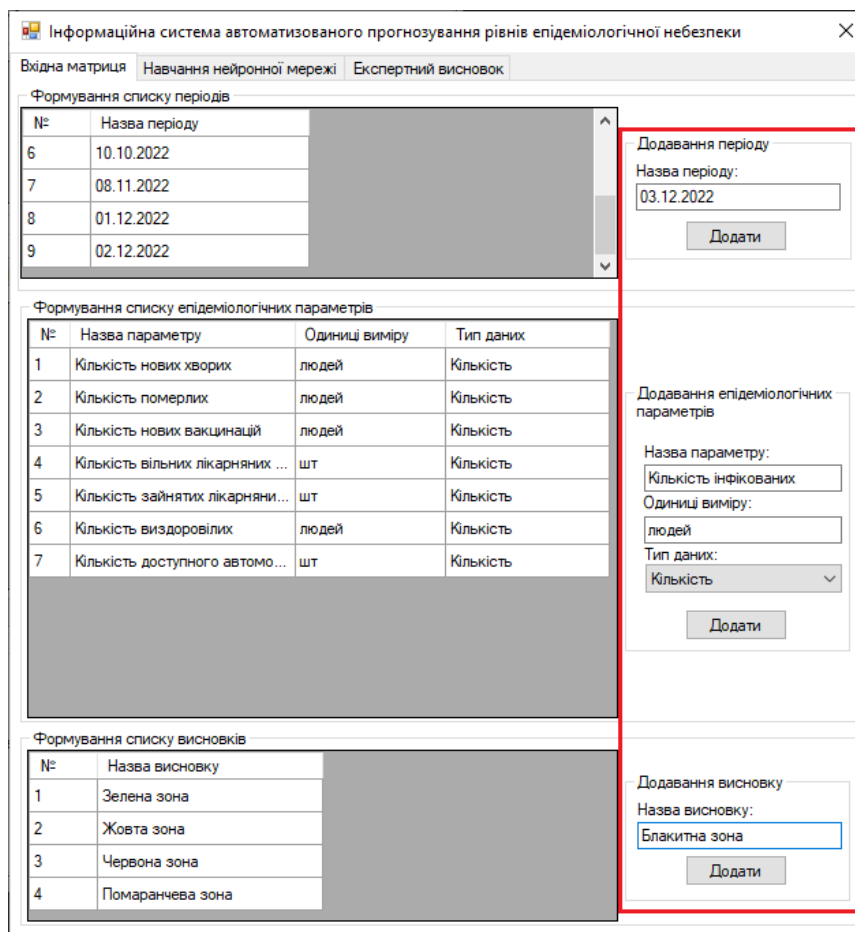 Інформаційна система автоматизованого прогнозування рівнів епідеміологічної небезпеки
Вхідна матриця Навчання нейронної мережі Експертний висновок
Формування списку періодів
№ Назва періоду
6 10.10.2022
7 08.11.2022
8 01.12.2022
9 02.12.2022
Додавання періоду
Назва періоду:
03.12.2022
Додати
Формування списку епідеміологічних параметрів
№ Назва параметру Одиниці виміру Тип даних
1 Кількість нових хворих людей Кількість
2 Кількість померлих людей Кількість
3 Кількість нових вакцинацій людей Кількість
4 Кількість вільних лікарняних ... шт Кількість
5 Кількість зайнятих лікарняни... шт Кількість
6 Кількість виздоровілих людей Кількість
7 Кількість доступного автомо... шт Кількість
Додавання епідеміологічних
параметрів
Назва параметру:
Кількість інфікованих
Одиниці виміру:
людей
Тип даних:
Кількість
Додати
Формування списку висновків
№ Назва висновку
1 Зелена зона
2 Жовта зона
3 Червона зона
4 Помаранчева зона
Додавання висновку
Назва висновку:
Блакитна зона
Додати